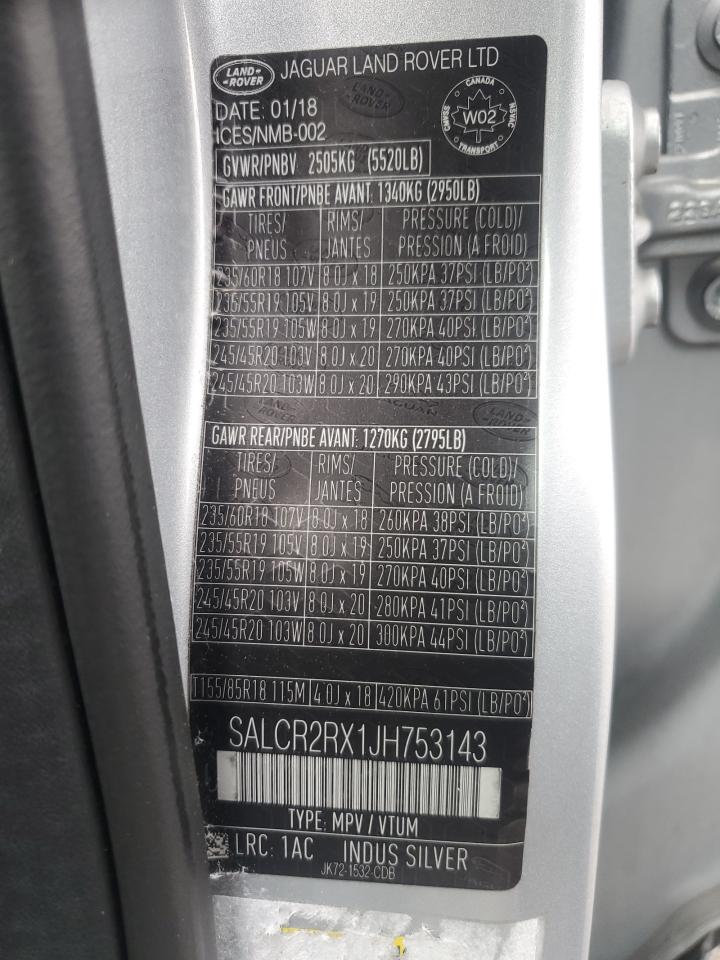 LAND ROVER
JAGUAR LAND ROVER LTD
DATE: 01/18
ICES/NMB-002
CANADA
CMVSS
NSVAC
W02
TRANSPORT
GVWR/PNBV 2505KG (5520LB)
GAWR FRONT/PNBE AVANT: 1340KG (2950LB)
TIRES/ RIMS/ PRESSURE (COLD)/
PNEUS JANTES PRESSION (A FROID)
235/60R18 107V 8.0J x 18 250KPA 37PSI (LB/PO²)
235/55R19 105V 8.0J x 19 250KPA 37PSI (LB/PO²)
235/55R19 105W 8.0J x 19 270KPA 40PSI (LB/PO²)
245/45R20 103V 8.0J x 20 270KPA 40PSI (LB/PO²)
245/45R20 103W 8.0J x 20 290KPA 43PSI (LB/PO²)
JAGUAR
LAND ROVER
GAWR REAR/PNBE AVANT: 1270KG (2795LB)
TIRES/ RIMS/ PRESSURE (COLD)/
PNEUS JANTES PRESSION (A FROID)
235/60R18 107V 8.0J x 18 260KPA 38PSI (LB/PO²)
235/55R19 105V 8.0J x 19 250KPA 37PSI (LB/PO²)
235/55R19 105W 8.0J x 19 270KPA 40PSI (LB/PO²)
245/45R20 103V 8.0J x 20 280KPA 41PSI (LB/PO²)
245/45R20 103W 8.0J x 20 300KPA 44PSI (LB/PO²)
T155/85R18 115M 4.0J x 18 420KPA 61PSI (LB/PO²)
SALCR2RX1JH753143
TYPE: MPV / VTUM
LRC: 1AC INDUS SILVER
JK72-1532-CDB